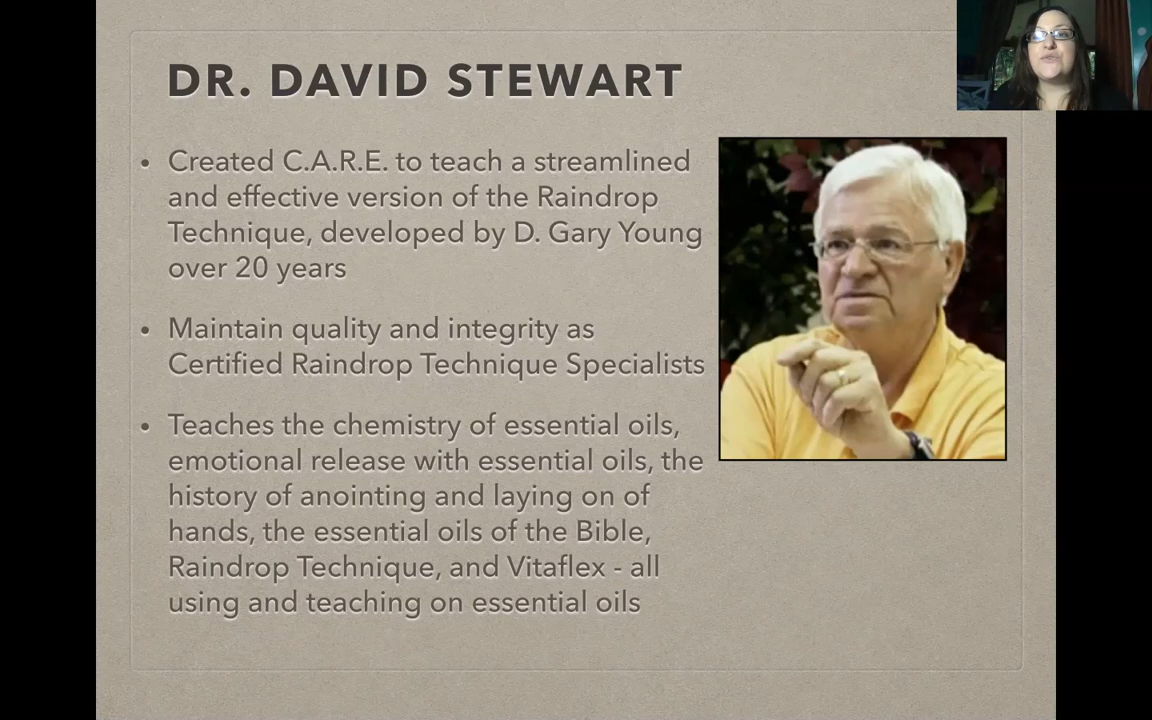 DR. DAVID STEWART
• Created C.A.R.E. to teach a streamlined
and effective version of the Raindrop
Technique, developed by D. Gary Young
over 20 years
• Maintain quality and integrity as
Certified Raindrop Technique Specialists
• Teaches the chemistry of essential oils,
emotional release with essential oils, the
history of anointing and laying on of
hands, the essential oils of the Bible,
Raindrop Technique, and Vitaflex - all
using and teaching on essential oils